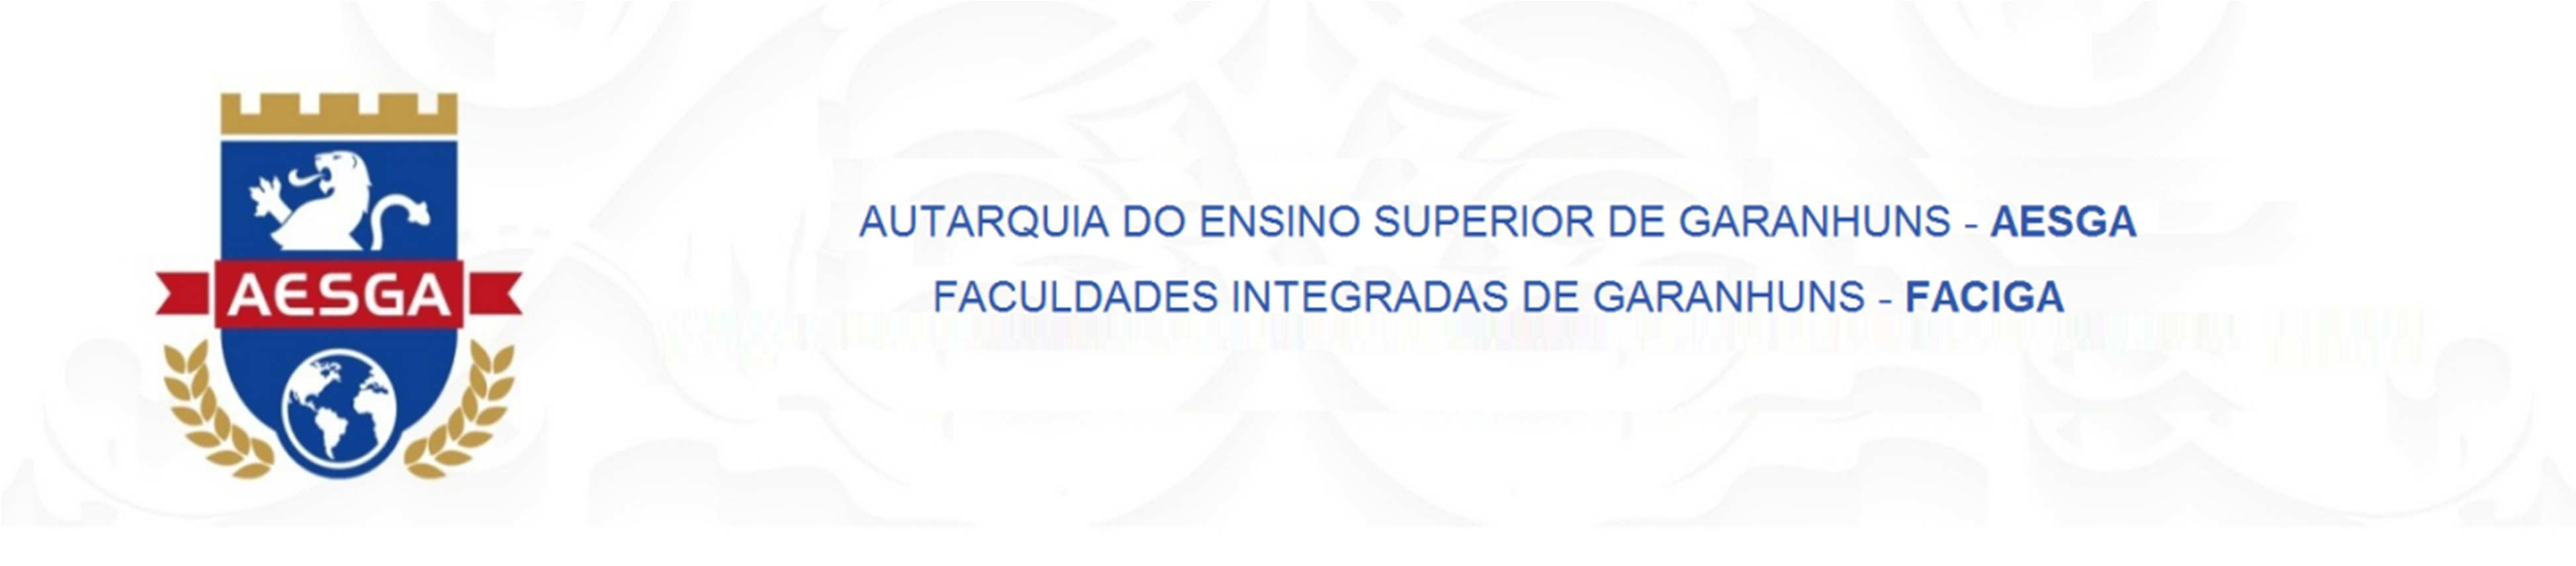 AESGA
AUTARQUIA DO ENSINO SUPERIOR DE GARANHUNS - AESGA
FACULDADES INTEGRADAS DE GARANHUNS - FACIGA